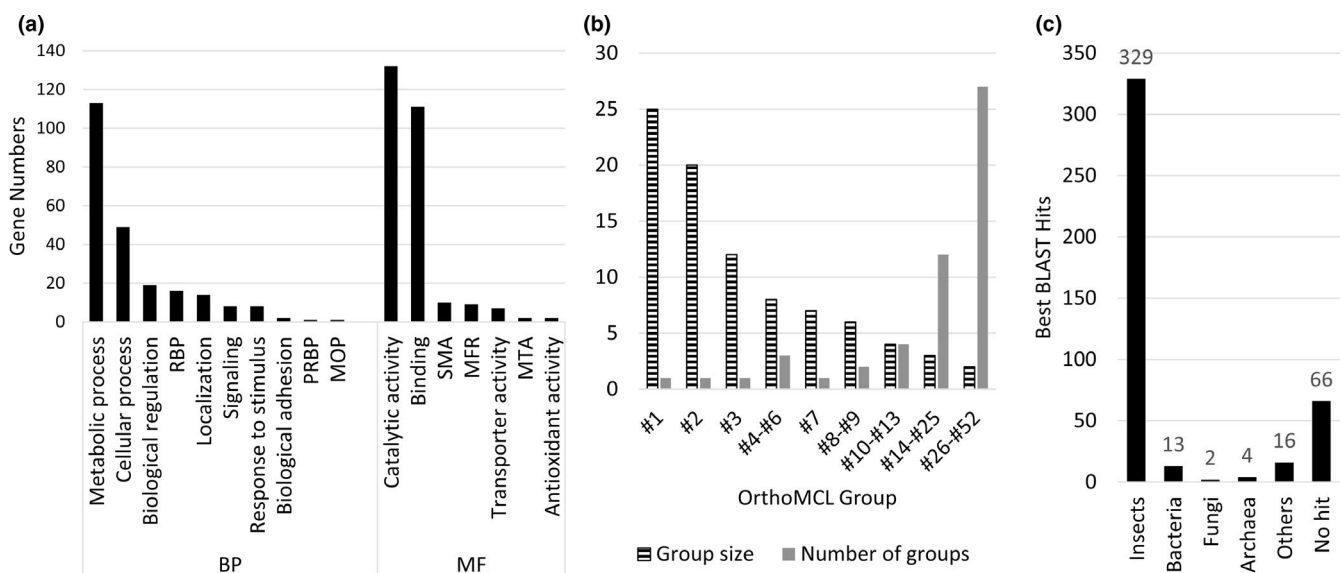 (a)
Gene Numbers
140
120
100
80
60
40
20
0
Metabolic process
Cellular process
Biological regulation
RBP
Localization
Signaling
Response to stimulus
Biological adhesion
PRBP
MOP
Catalytic activity
Binding
SMA
MFR
Transporter activity
MTA
Antioxidant activity
BP
MF
(b)
30
25
20
15
10
5
0
#1
#2
#3
#4-#6
#7
#8-#9
#10-#13
#14-#25
#26-#52
OrthoMCL Group
Group size
Number of groups
(c)
Best BLAST Hits
350
300
250
200
150
100
50
0
329
13
2
4
16
66
Insects
Bacteria
Fungi
Archaea
Others
No hit